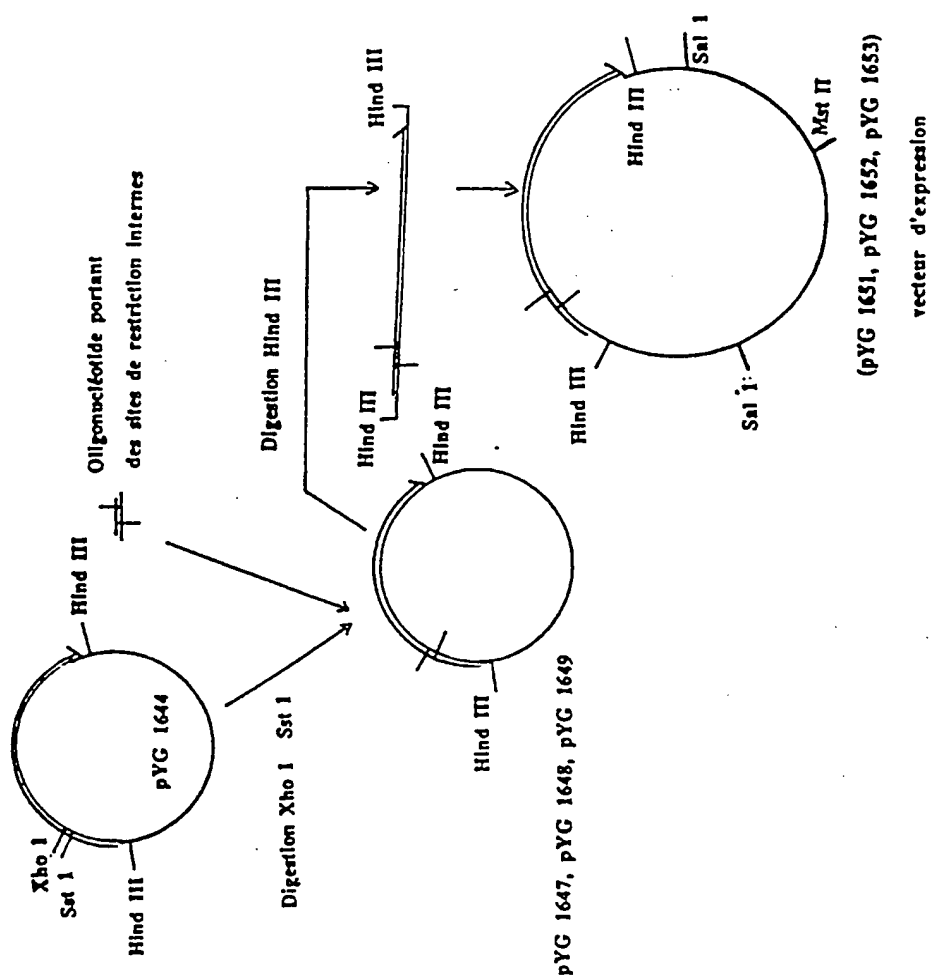 Xho 1
Sst 1
Hind III
pYG 1644
Hind III
Oligonucléotide portant
des sites de restriction internes
Digestion Xho 1 Sst 1
Digestion Hind III
Hind III
Hind III
Hind III
Hind III
pYG 1647, pYG 1648, pYG 1649
Hind III
Hind III
Sal 1
Sal 1
Mst II
(pYG 1651, pYG 1652, pYG 1653)
vecteur d'expression